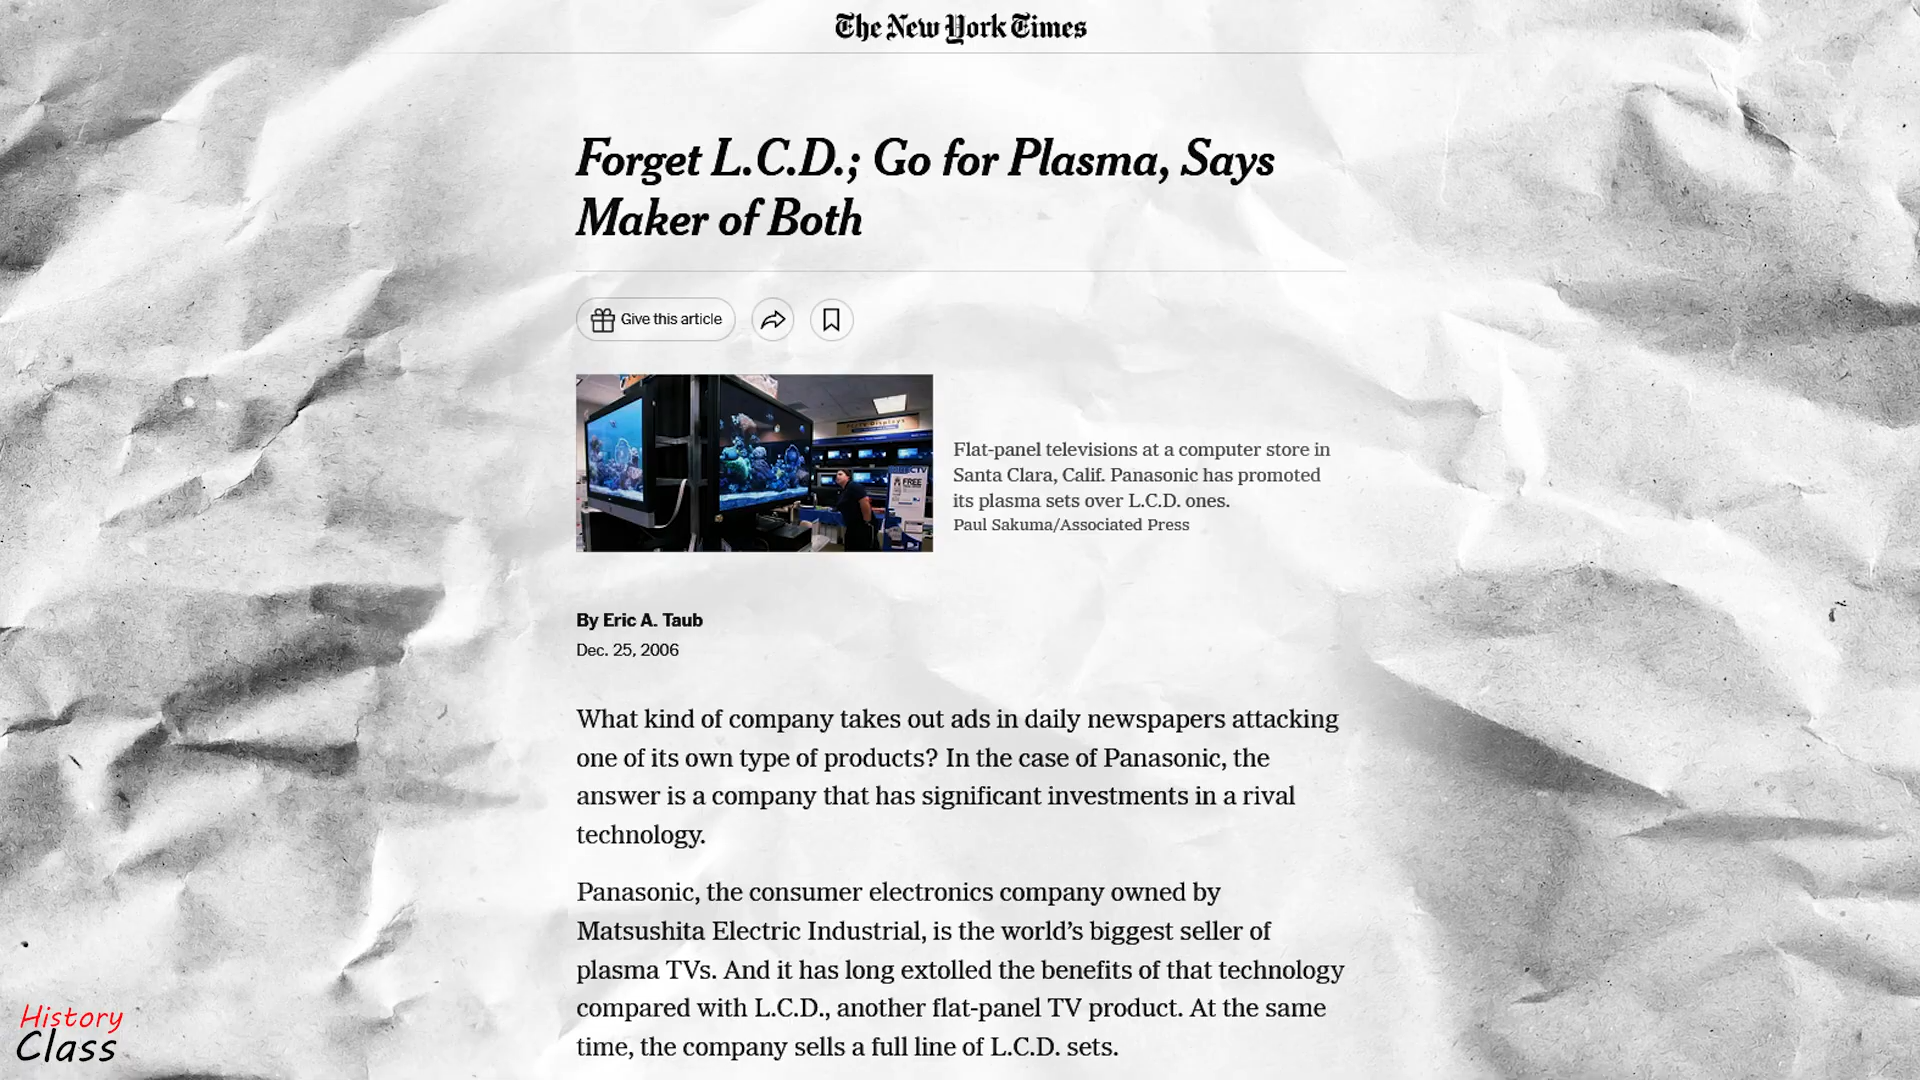 The New York Times
Forget L.C.D.; Go for Plasma, Says
Maker of Both
Give this article
Flat-panel televisions at a computer store in
Santa Clara, Calif. Panasonic has promoted
its plasma sets over L.C.D. ones.
Paul Sakuma/Associated Press
FREE
By Eric A. Taub
Dec. 25, 2006
What kind of company takes out ads in daily newspapers attacking
one of its own type of products? In the case of Panasonic, the
answer is a company that has significant investments in a rival
technology.
Panasonic, the consumer electronics company owned by
Matsushita Electric Industrial, is the world’s biggest seller of
plasma TVs. And it has long extolled the benefits of that technology
compared with L.C.D., another flat-panel TV product. At the same
time, the company sells a full line of L.C.D. sets.
History
Class